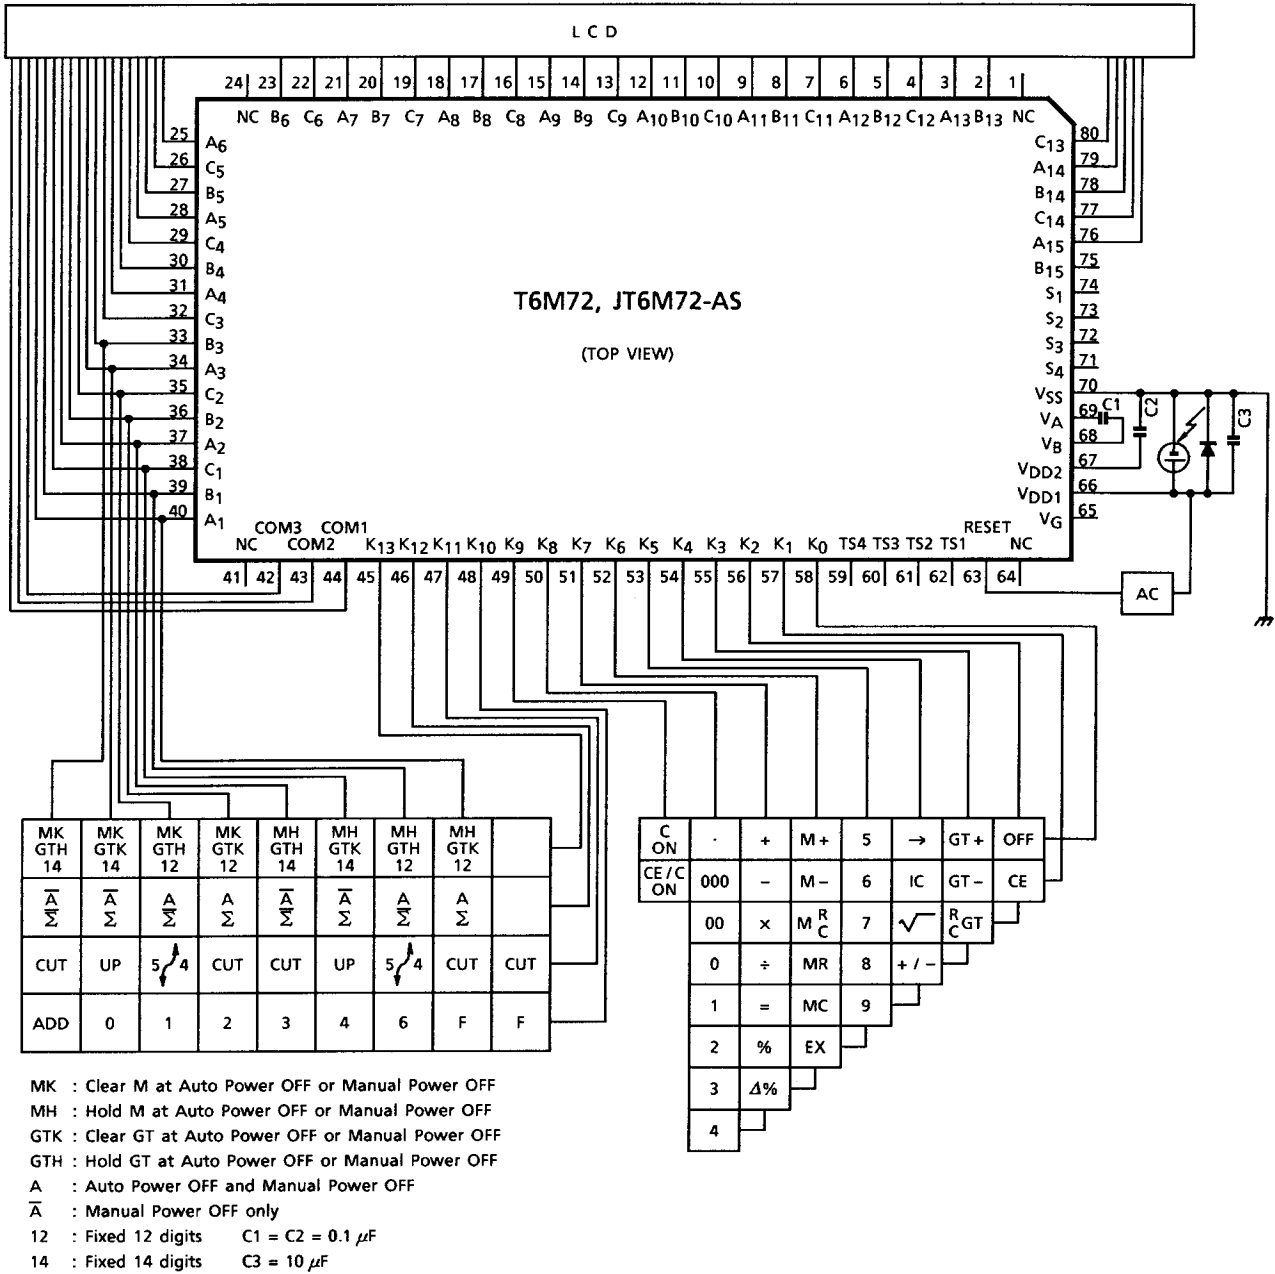 LCD
24 23 22 21 20 19 18 17 16 15 14 13 12 11 10 9 8 7 6 5 4 3 2 1
NC B6 C6 A7 B7 C7 A8 B8 C8 A9 B9 C9 A10 B10 C10 A11 B11 C11 A12 B12 C12 A13 B13 NC
25 A6
26 C5
27 B5
28 A5
29 C4
30 B4
31 A4
32 C3
33 B3
34 A3
35 C2
36 B2
37 A2
38 C1
39 B1
40 A1
C13 80
A14 79
B14 78
C14 77
A15 76
B15 75
S1 74
S2 73
S3 72
S4 71
VSS 70
VA 69
VB 68
VDD2 67
VDD1 66
VG 65
C1 C2 C3
T6M72, JT6M72-AS
(TOP VIEW)
NC COM3 COM2 COM1 K13 K12 K11 K10 K9 K8 K7 K6 K5 K4 K3 K2 K1 K0 TS4 TS3 TS2 TS1 RESET NC
41 42 43 44 45 46 47 48 49 50 51 52 53 54 55 56 57 58 59 60 61 62 63 64
AC
MK MK MK MK MH MH MH MH
GTH GTK GTH GTK GTH GTK GTH GTK
14 14 12 12 14 14 12 12
A̅ A̅ A A A̅ A̅ A A
Σ̅ Σ Σ̅ Σ Σ̅ Σ Σ̅ Σ
CUT UP 5 4 CUT CUT UP 5 4 CUT CUT
ADD 0 1 2 3 4 6 F F
C ON · + M+ 5 → GT+ OFF
CE/C ON 000 − M− 6 IC GT− CE
00 × M R C 7 √ R C GT
0 ÷ MR 8 +/−
1 = MC 9
2 % EX
3 Δ%
4
MK : Clear M at Auto Power OFF or Manual Power OFF
MH : Hold M at Auto Power OFF or Manual Power OFF
GTK : Clear GT at Auto Power OFF or Manual Power OFF
GTH : Hold GT at Auto Power OFF or Manual Power OFF
A : Auto Power OFF and Manual Power OFF
A̅ : Manual Power OFF only
12 : Fixed 12 digits C1 = C2 = 0.1 μF
14 : Fixed 14 digits C3 = 10 μF